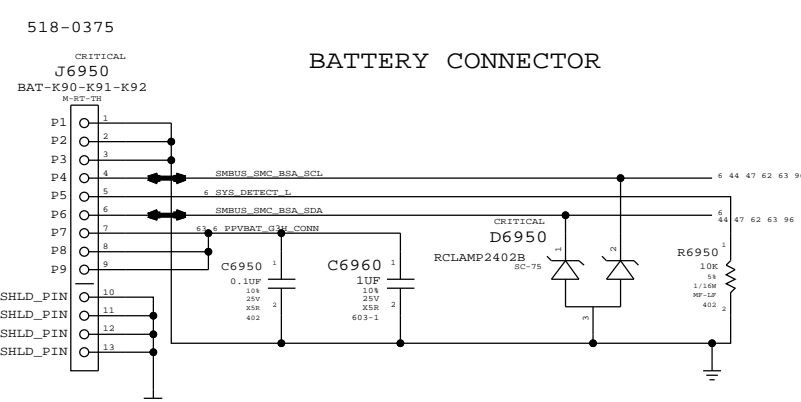 518-0375
CRITICAL
J6950
BAT-K90-K91-K92
M-RT-TH
BATTERY CONNECTOR
P1 1
P2 2
P3 3
P4 4 SMBUS_SMC_BSA_SCL 6 44 47 62 63 96
P5 5 6 SYS_DETECT_L
P6 6 SMBUS_SMC_BSA_SDA 6 44 47 62 63 96
P7 7 63 6 PPVBAT_G3H_CONN
P8 8
P9 9
CRITICAL
D6950
RCLAMP2402B
SC-75
1
2
3
C6950 1
0.1UF
10%
25V
X5R 2
402
C6960 1
1UF
10%
25V
X5R 2
603-1
R6950 1
10K
5%
1/16W
MF-LF
402 2
SHLD_PIN 10
SHLD_PIN 11
SHLD_PIN 12
SHLD_PIN 13